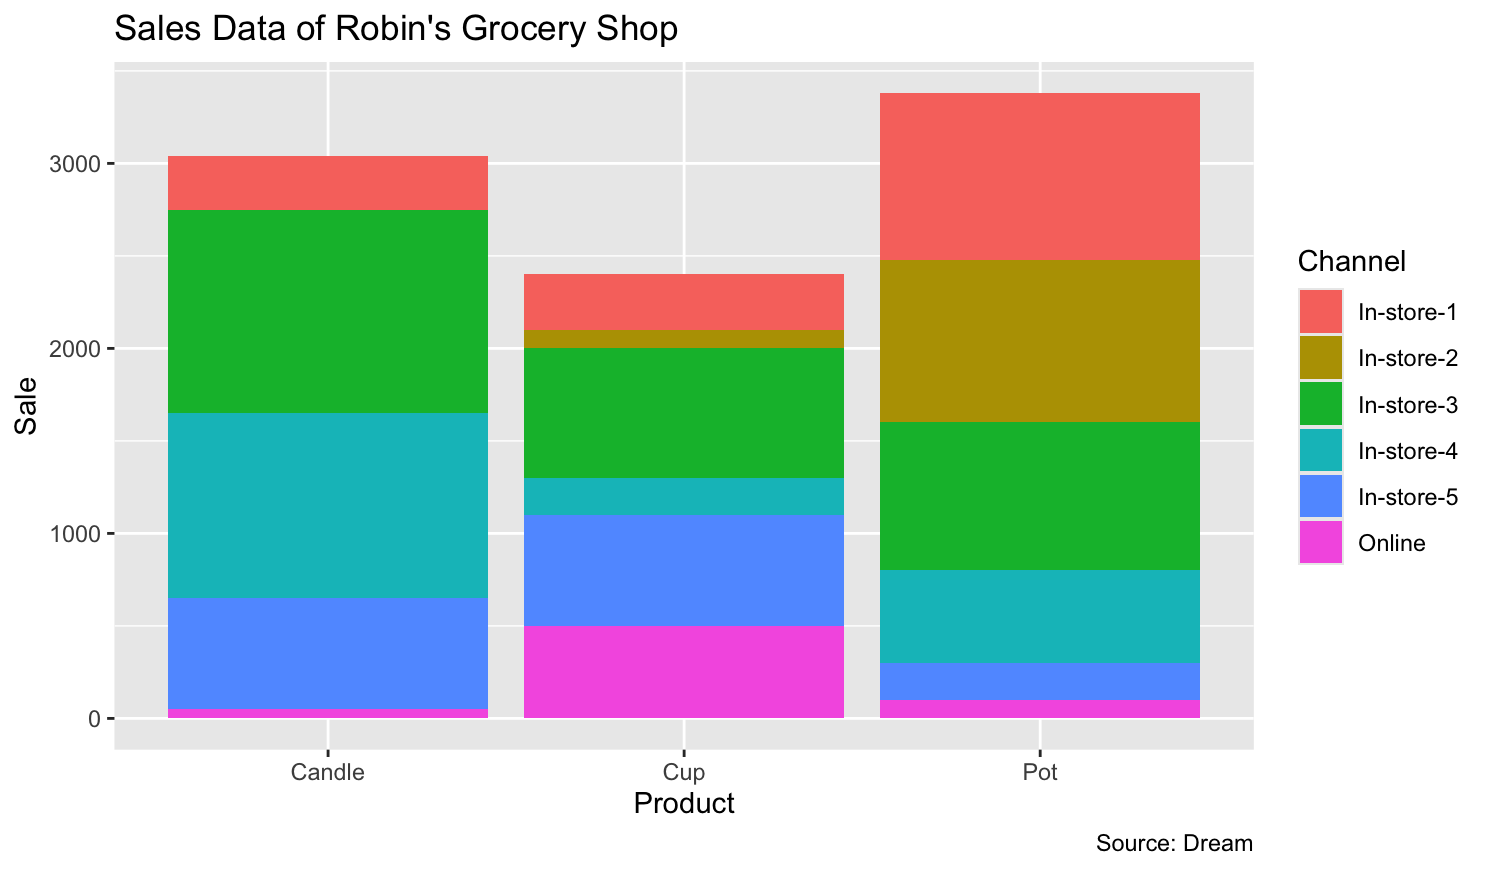 Sales Data of Robin's Grocery Shop
3000
2000
1000
0
Sale
Candle
Cup
Pot
Product
Channel
In-store-1
In-store-2
In-store-3
In-store-4
In-store-5
Online
Source: Dream